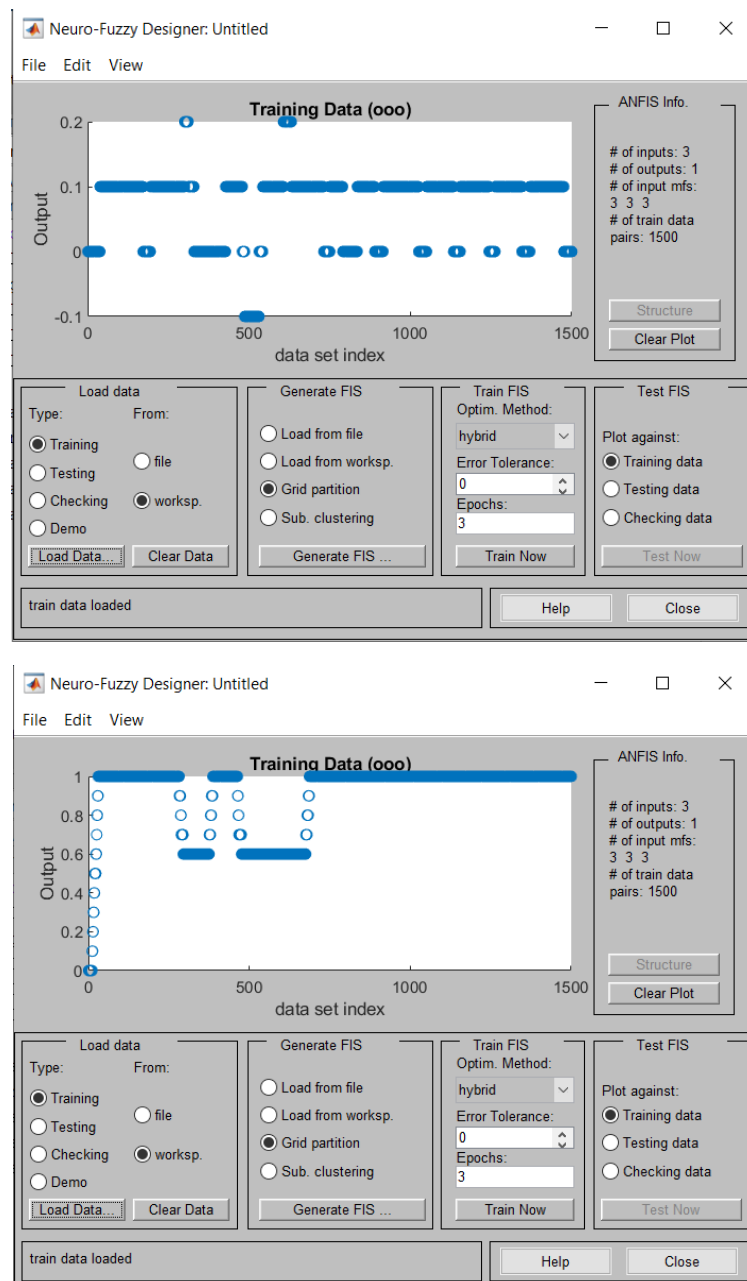 Neuro-Fuzzy Designer: Untitled
File Edit View
Training Data (ooo)
0.2
0.1
0
-0.1
Output
0 500 1000 1500
data set index
ANFIS Info.
# of inputs: 3
# of outputs: 1
# of input mfs:
3 3 3
# of train data
pairs: 1500
Structure
Clear Plot
Load data
Type: From:
Training
Testing
Checking
Demo
file
worksp.
Load Data... Clear Data
Generate FIS
Load from file
Load from worksp.
Grid partition
Sub. clustering
Generate FIS ...
Train FIS
Optim. Method:
hybrid
Error Tolerance:
0
Epochs:
3
Train Now
Test FIS
Plot against:
Training data
Testing data
Checking data
Test Now
train data loaded
Help Close
Neuro-Fuzzy Designer: Untitled
File Edit View
Training Data (ooo)
1
0.8
0.6
0.4
0.2
0
Output
0 500 1000 1500
data set index
ANFIS Info.
# of inputs: 3
# of outputs: 1
# of input mfs:
3 3 3
# of train data
pairs: 1500
Structure
Clear Plot
Load data
Type: From:
Training
Testing
Checking
Demo
file
worksp.
Load Data... Clear Data
Generate FIS
Load from file
Load from worksp.
Grid partition
Sub. clustering
Generate FIS ...
Train FIS
Optim. Method:
hybrid
Error Tolerance:
0
Epochs:
3
Train Now
Test FIS
Plot against:
Training data
Testing data
Checking data
Test Now
train data loaded
Help Close